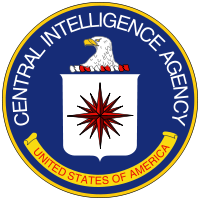 CENTRAL INTELLIGENCE AGENCY
UNITED STATES OF AMERICA